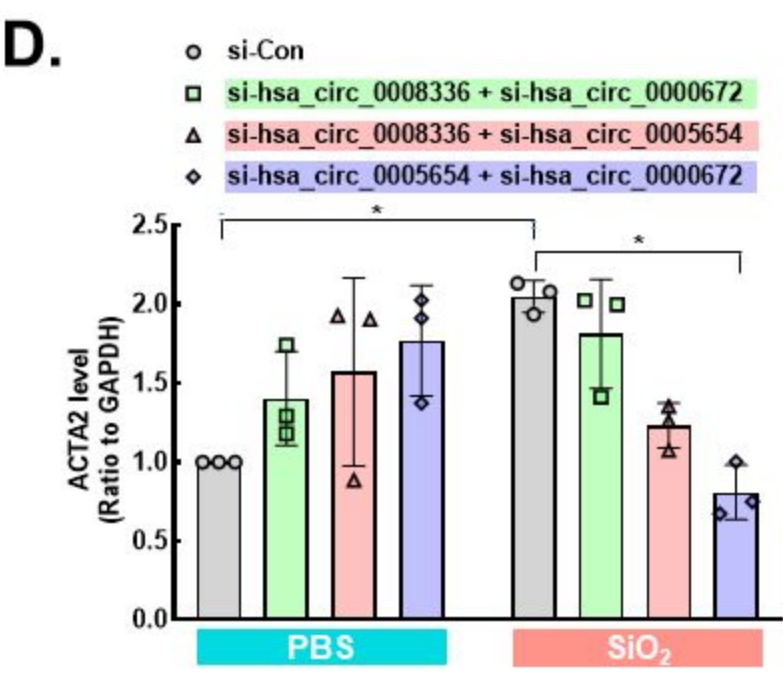 D.
si-Con
si-hsa_circ_0008336 + si-hsa_circ_0000672
si-hsa_circ_0008336 + si-hsa_circ_0005654
si-hsa_circ_0005654 + si-hsa_circ_0000672
*
*
2.5
2.0
1.5
1.0
0.5
0.0
ACTA2 level
(Ratio to GAPDH)
PBS
SiO₂